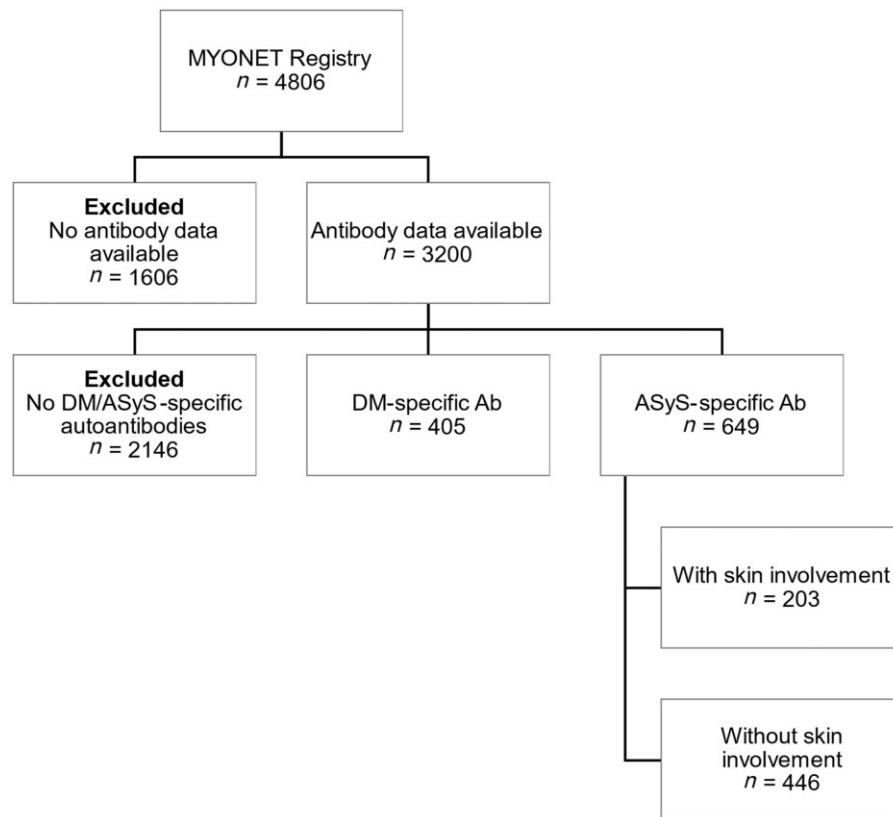 MYONET Registry
n = 4806
Excluded
No antibody data
available
n = 1606
Antibody data available
n = 3200
Excluded
No DM/ASyS-specific
autoantibodies
n = 2146
DM-specific Ab
n = 405
ASyS-specific Ab
n = 649
With skin involvement
n = 203
Without skin
involvement
n = 446